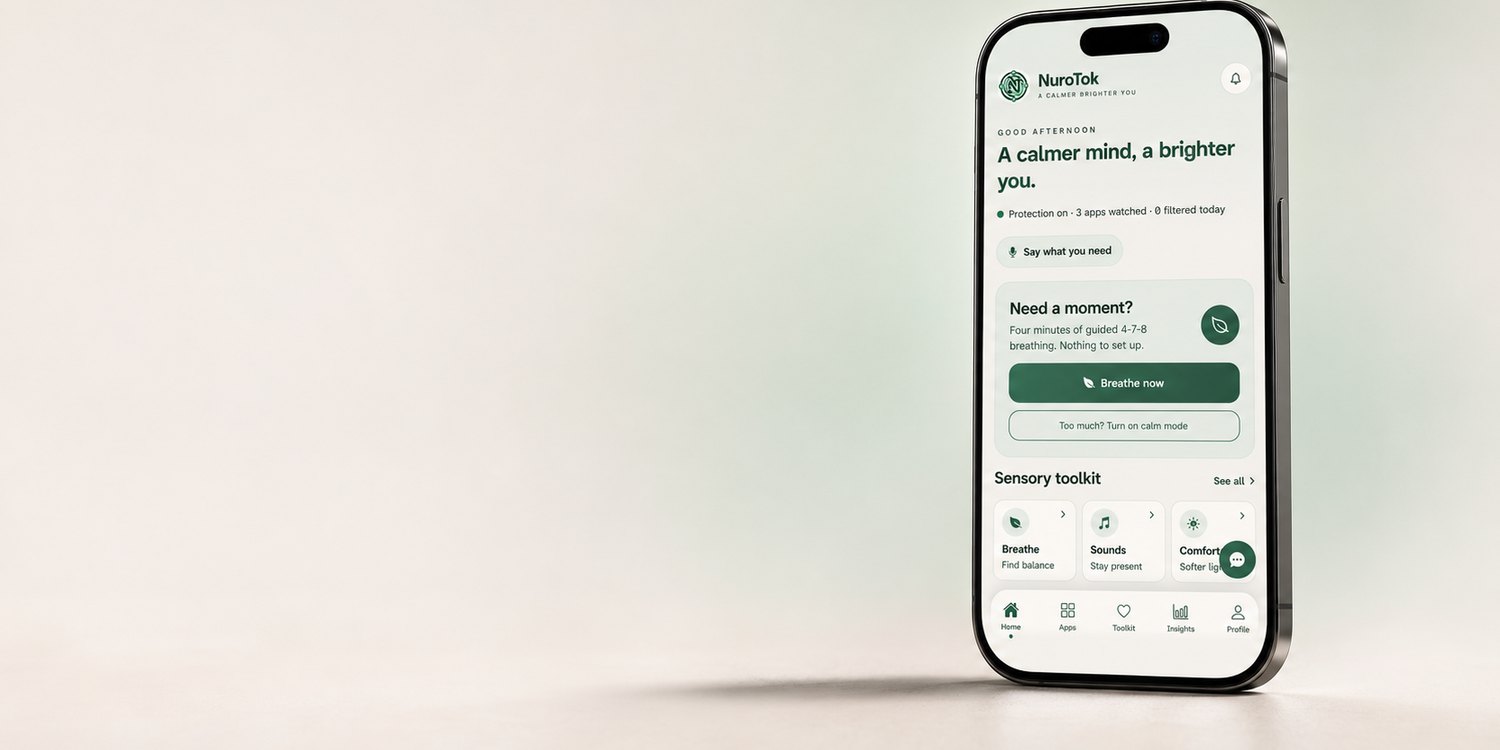 NuroTok
A CALMER BRIGHTER YOU
GOOD AFTERNOON
A calmer mind, a brighter
you.
Protection on · 3 apps watched · 0 filtered today
Say what you need
Need a moment?
Four minutes of guided 4-7-8
breathing. Nothing to set up.
Breathe now
Too much? Turn on calm mode
Sensory toolkit
See all
Breathe
Find balance
Sounds
Stay present
Comfort
Softer
Home
Apps
Toolkit
Insights
Profile